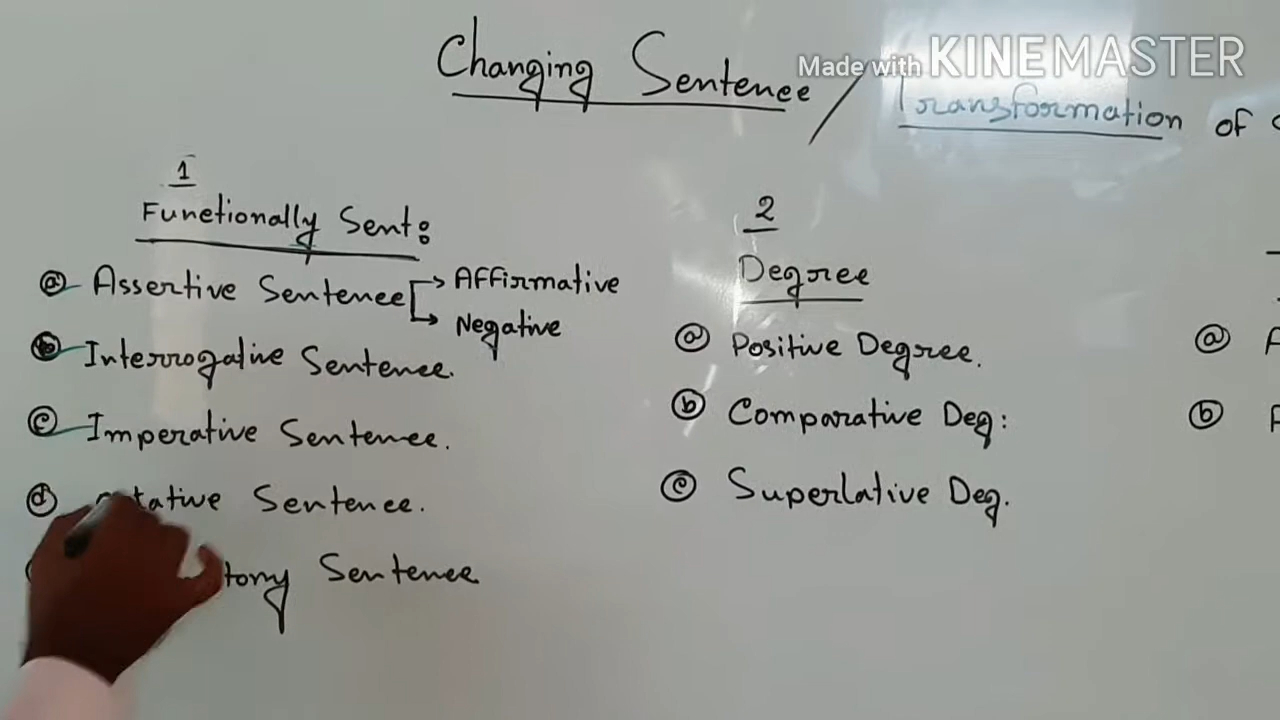 Changing Sentence / Transformation of
Made with KINEMASTER
1
Functionally Sent:
ⓐ Assertive Sentence → Affirmative
→ Negative
ⓑ Interrogative Sentence.
ⓒ Imperative Sentence.
ⓓ Sentence.
Sentence
2
Degree
ⓐ Positive Degree.
ⓑ Comparative Deg:
ⓒ Superlative Deg.
ⓐ A
ⓑ